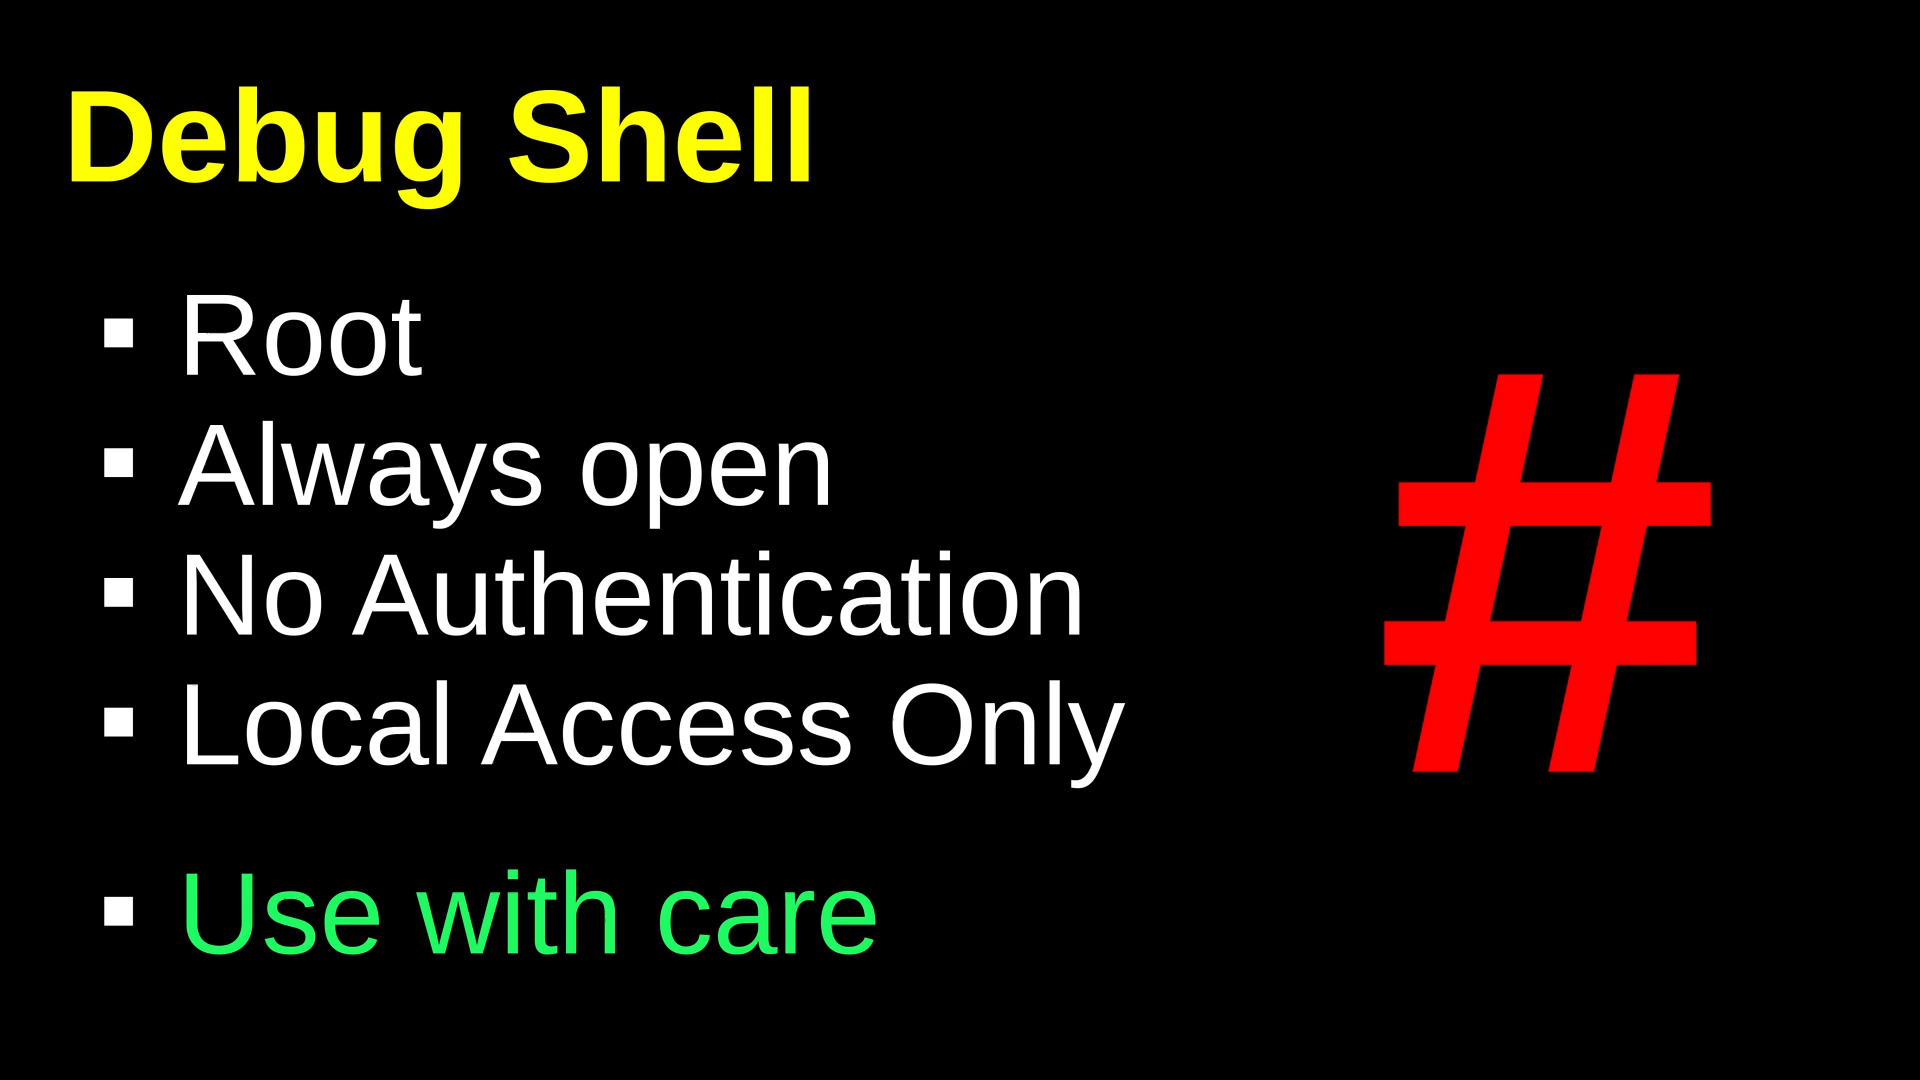 Debug Shell
▪ Root
▪ Always open
▪ No Authentication
▪ Local Access Only
#
▪ Use with care